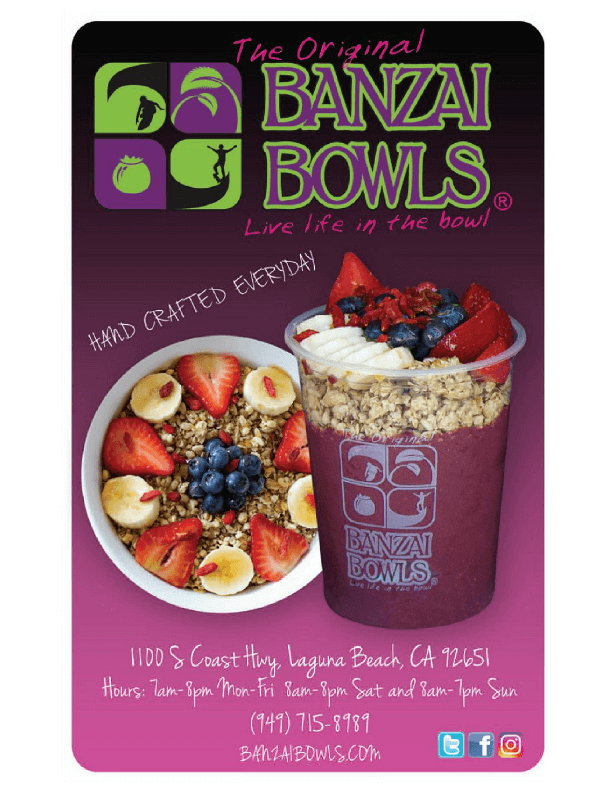 The Original
BANZAI
BOWLS®
Live life in the bowl
HAND CRAFTED EVERYDAY
The Original
BANZAI
BOWLS®
Live life in the bowl
1100 S Coast Hwy, Laguna Beach, CA 92651
Hours: 7am-8pm Mon-Fri 8am-8pm Sat and 8am-7pm Sun
(949) 715-8989
BANZAIBOWLS.COM